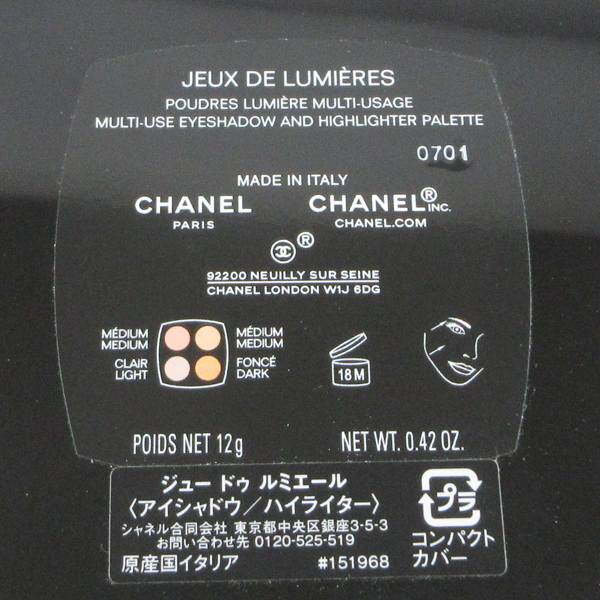 JEUX DE LUMIÈRES
POUDRES LUMIÈRE MULTI-USAGE
MULTI-USE EYESHADOW AND HIGHLIGHTER PALETTE
0701
MADE IN ITALY
CHANEL CHANEL® INC.
PARIS CHANEL.COM
®
92200 NEUILLY SUR SEINE
CHANEL LONDON W1J 6DG
MÉDIUM MÉDIUM
MEDIUM MEDIUM
CLAIR FONCÉ
LIGHT DARK
18 M
POIDS NET 12g NET WT. 0.42 OZ.
ジュー ドゥ ルミエール
〈アイシャドウ/ハイライター〉
シャネル合同会社 東京都中央区銀座3-5-3
お問い合わせ先 0120-525-519
原産国イタリア #151968
プラ
コンパクト
カバー